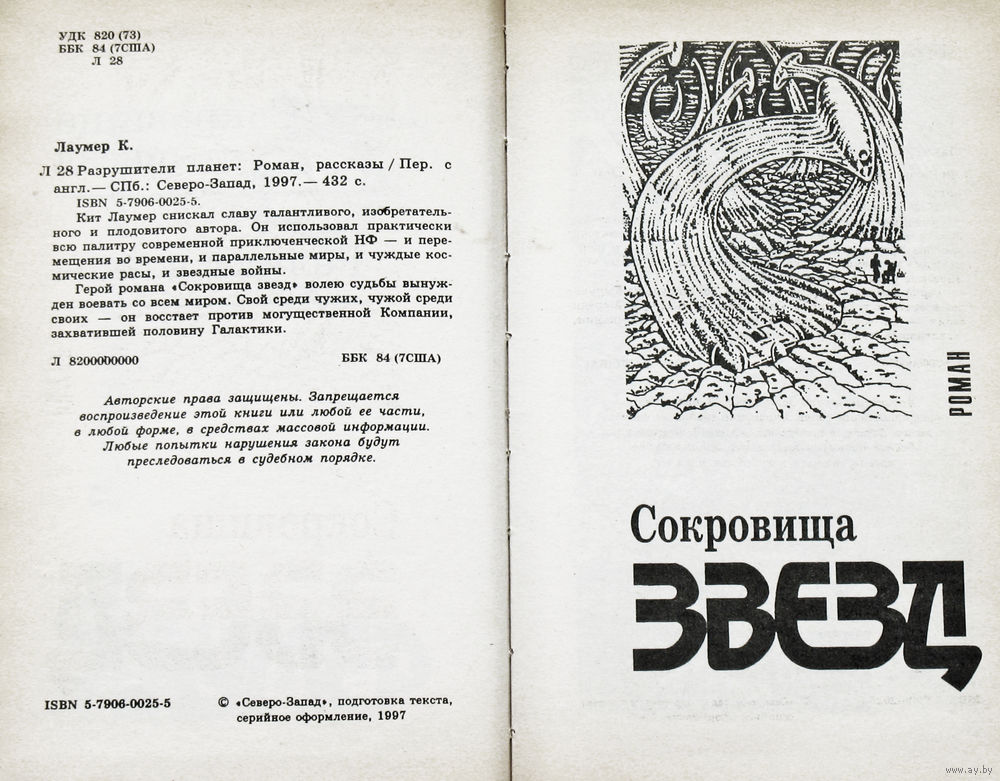 УДК 820 (73)
ББК 84 (7США)
Л 28
Лаумер К.
Л 28 Разрушители планет: Роман, рассказы / Пер. с
англ.— СПб.: Северо-Запад, 1997.— 432 с.
ISBN 5-7906-0025-5.
Кит Лаумер снискал славу талантливого, изобретатель-
ного и плодовитого автора. Он использовал практически
всю палитру современной приключенческой НФ — и пере-
мещения во времени, и параллельные миры, и чуждые кос-
мические расы, и звездные войны.
Герой романа «Сокровища звезд» волею судьбы вынуж-
ден воевать со всем миром. Свой среди чужих, чужой среди
своих — он восстает против могущественной Компании,
захватившей половину Галактики.
Л 8200000000 ББК 84 (7США)
Авторские права защищены. Запрещается
воспроизведение этой книги или любой ее части,
в любой форме, в средствах массовой информации.
Любые попытки нарушения закона будут
преследоваться в судебном порядке.
ISBN 5-7906-0025-5
© «Северо-Запад», подготовка текста,
серийное оформление, 1997
РОМАН
Сокровища
ЗВЕЗД
www.ay.by